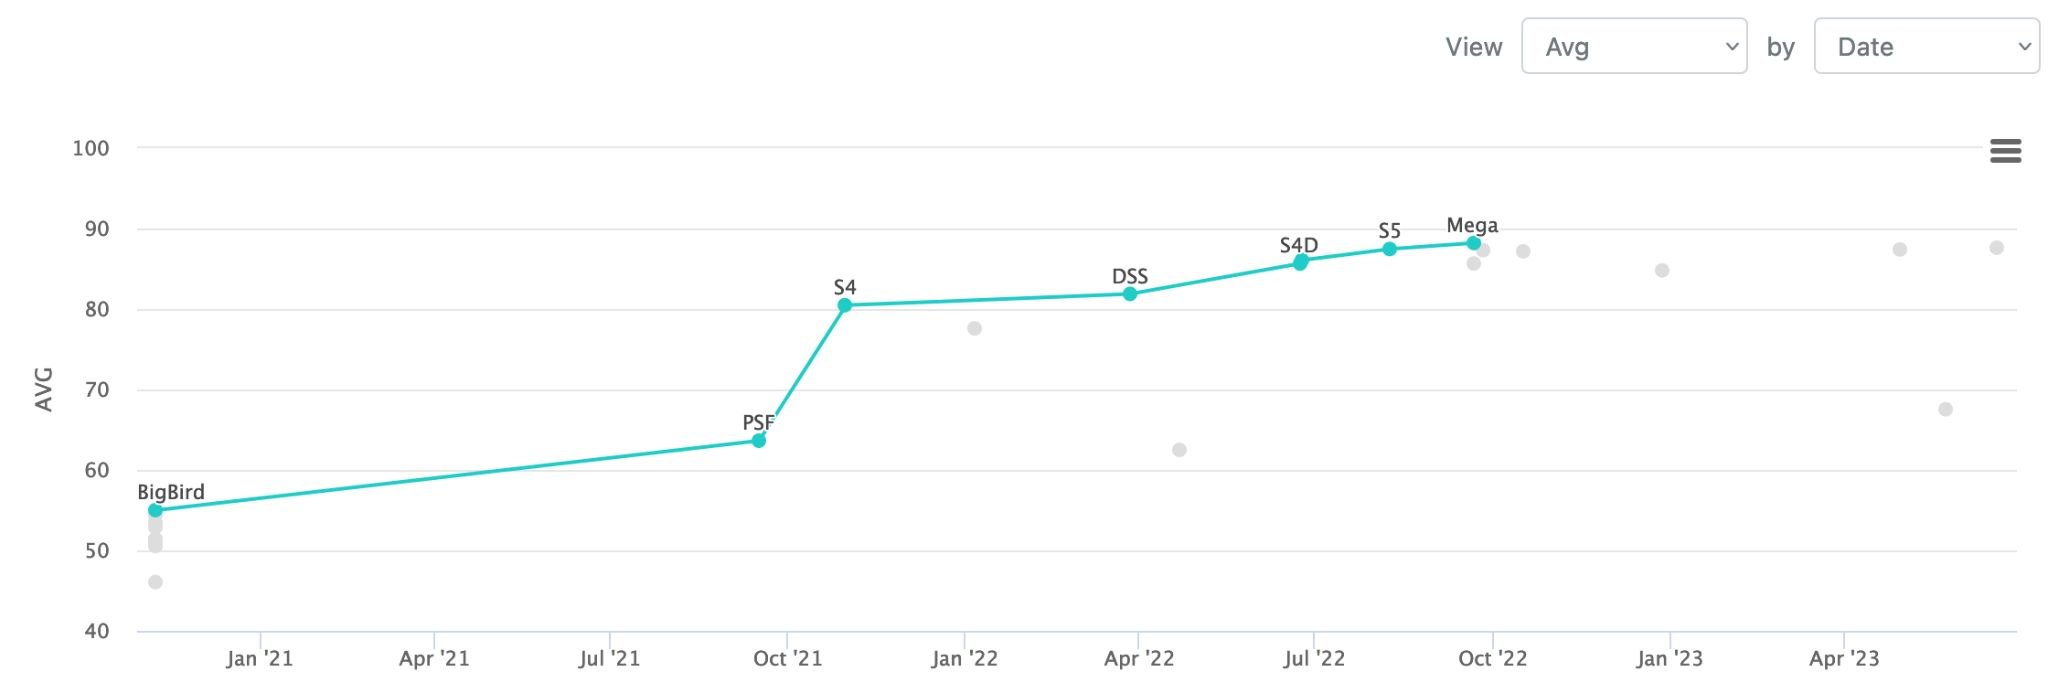 View Avg by Date
100
90
80
70
60
50
40
AVG
BigBird
PSF
S4
DSS
S4D
S5
Mega
Jan '21 Apr '21 Jul '21 Oct '21 Jan '22 Apr '22 Jul '22 Oct '22 Jan '23 Apr '23